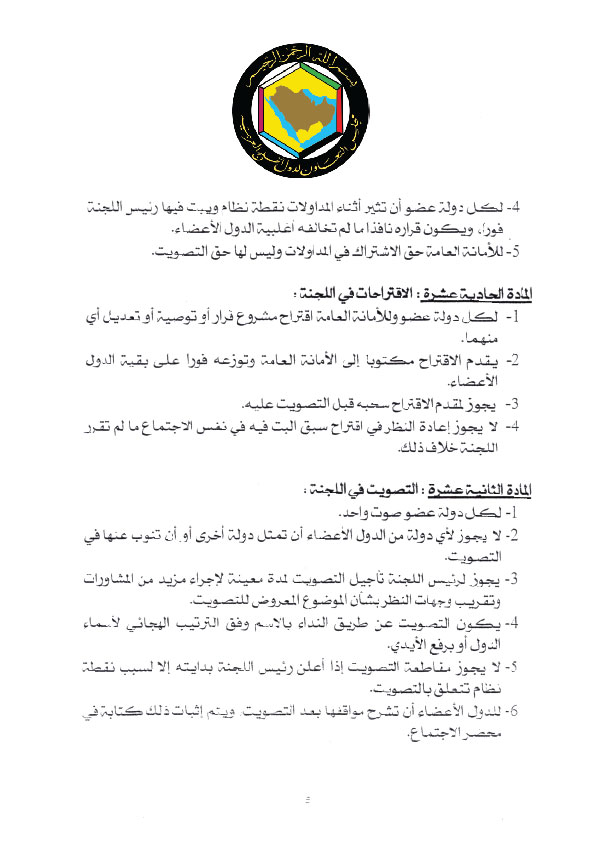 بسم الله الرحمن الرحيم
مجلس التعاون لدول الخليج العربية
4- لكل دولة عضو أن تثير أثناء المداولات نقطة نظام ويبت فيها رئيس اللجنة
فوراً، ويكون قراره نافذا ما لم تخالفه أغلبية الدول الأعضاء.
5- للأمانة العامة حق الاشتراك في المداولات وليس لها حق التصويت.
المادة الحادية عشرة : الاقتراحات في اللجنة :
1- لكل دولة عضو وللأمانة العامة اقتراح مشروع قرار أو توصية أو تعديل أي
منهما.
2- يقدم الاقتراح مكتوبا إلى الأمانة العامة وتوزعه فورا على بقية الدول
الأعضاء.
3- يجوز لمقدم الاقتراح سحبه قبل التصويت عليه.
4- لا يجوز إعادة النظر في اقتراح سبق البت فيه في نفس الاجتماع ما لم تقرر
اللجنة خلاف ذلك.
المادة الثانية عشرة : التصويت في اللجنة :
1- لكل دولة عضو صوت واحد.
2- لا يجوز لأي دولة من الدول الأعضاء أن تمثل دولة أخرى أو أن تنوب عنها في
التصويت.
3- يجوز لرئيس اللجنة تأجيل التصويت لمدة معينة لإجراء مزيد من المشاورات
وتقريب وجهات النظر بشأن الموضوع المعروض للتصويت.
4- يكون التصويت عن طريق النداء بالاسم وفق الترتيب الهجائي لأسماء
الدول أو برفع الأيدي.
5- لا يجوز مقاطعة التصويت إذا أعلن رئيس اللجنة بدايته إلا لسبب نقطة
نظام تتعلق بالتصويت.
6- للدول الأعضاء أن تشرح مواقفها بعد التصويت ويتم إثبات ذلك كتابة في
محضر الاجتماع.